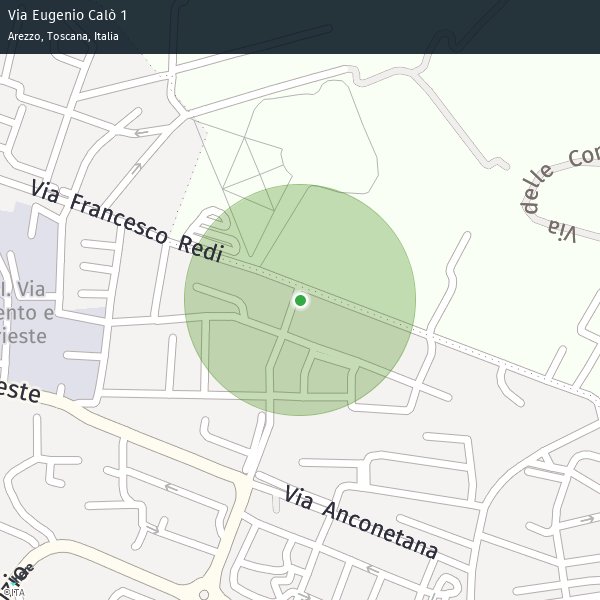 Via Eugenio Calò 1
Arezzo, Toscana, Italia
delle Cor
Via
Via Francesco Redi
I. Via
ento e
rieste
este
Via Anconetana
©ITA